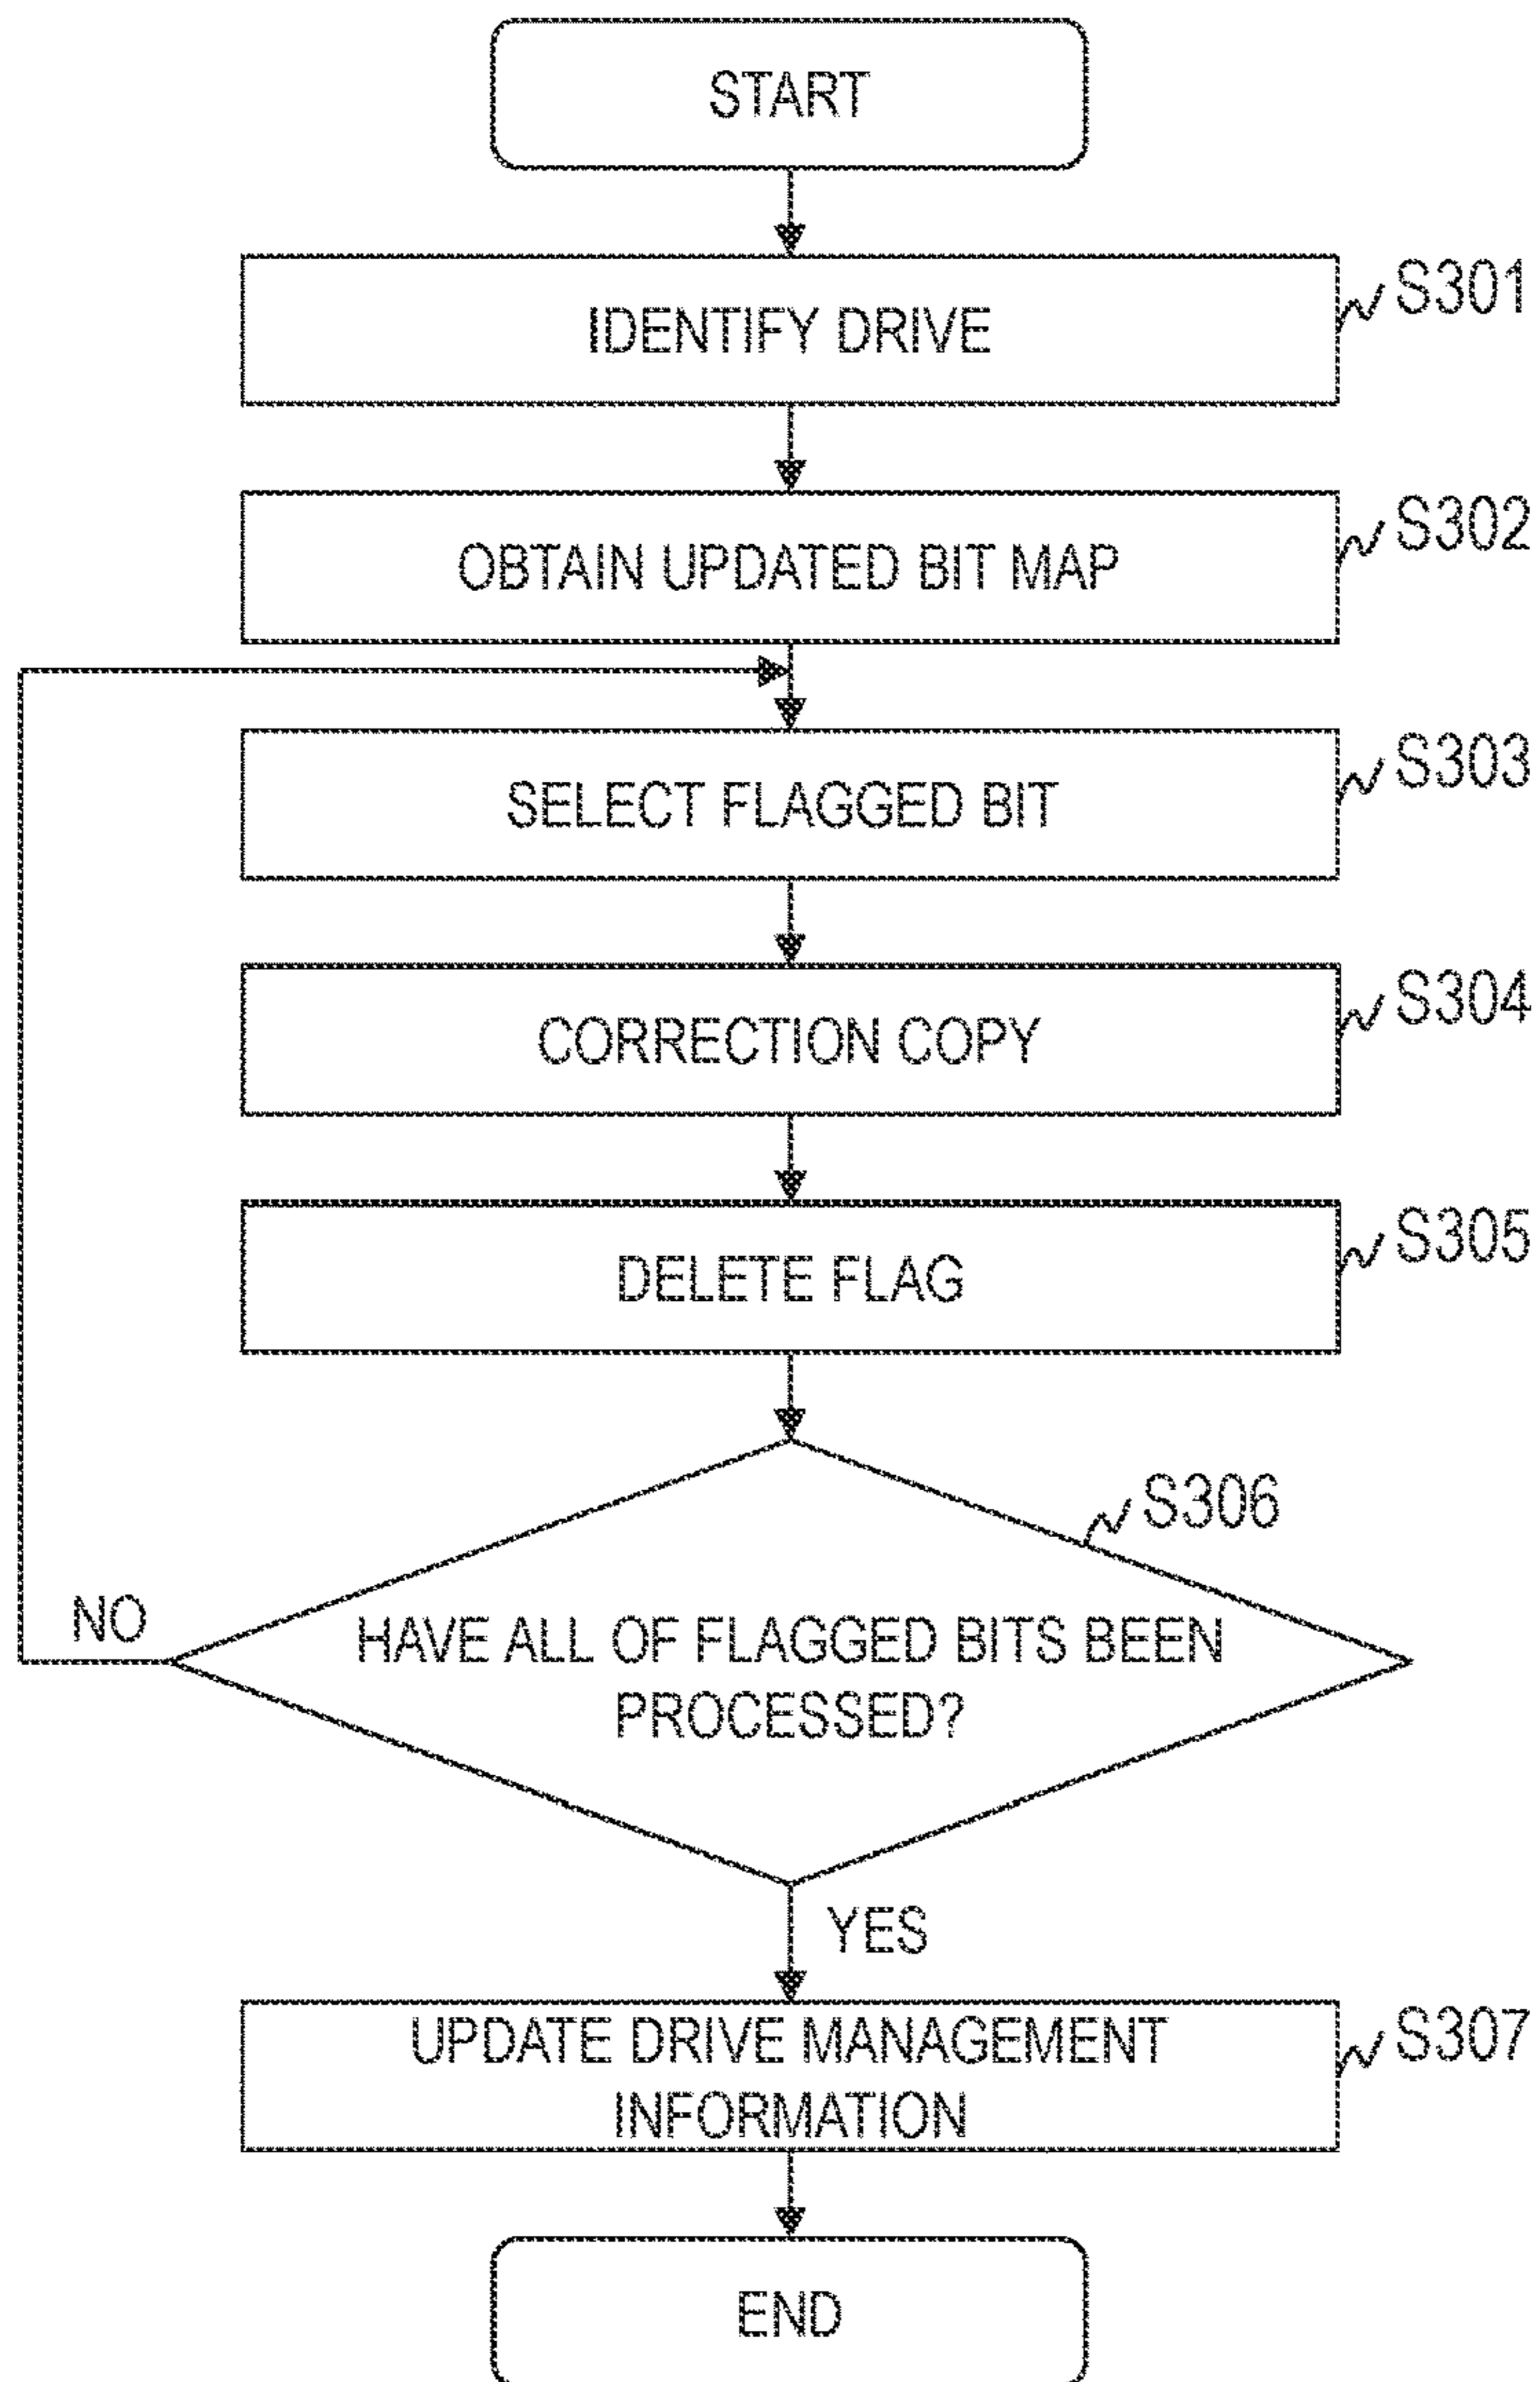 START
IDENTIFY DRIVE
S301
OBTAIN UPDATED BIT MAP
S302
SELECT FLAGGED BIT
S303
CORRECTION COPY
S304
DELETE FLAG
S305
S306
HAVE ALL OF FLAGGED BITS BEEN
PROCESSED?
NO
YES
UPDATE DRIVE MANAGEMENT
INFORMATION
S307
END